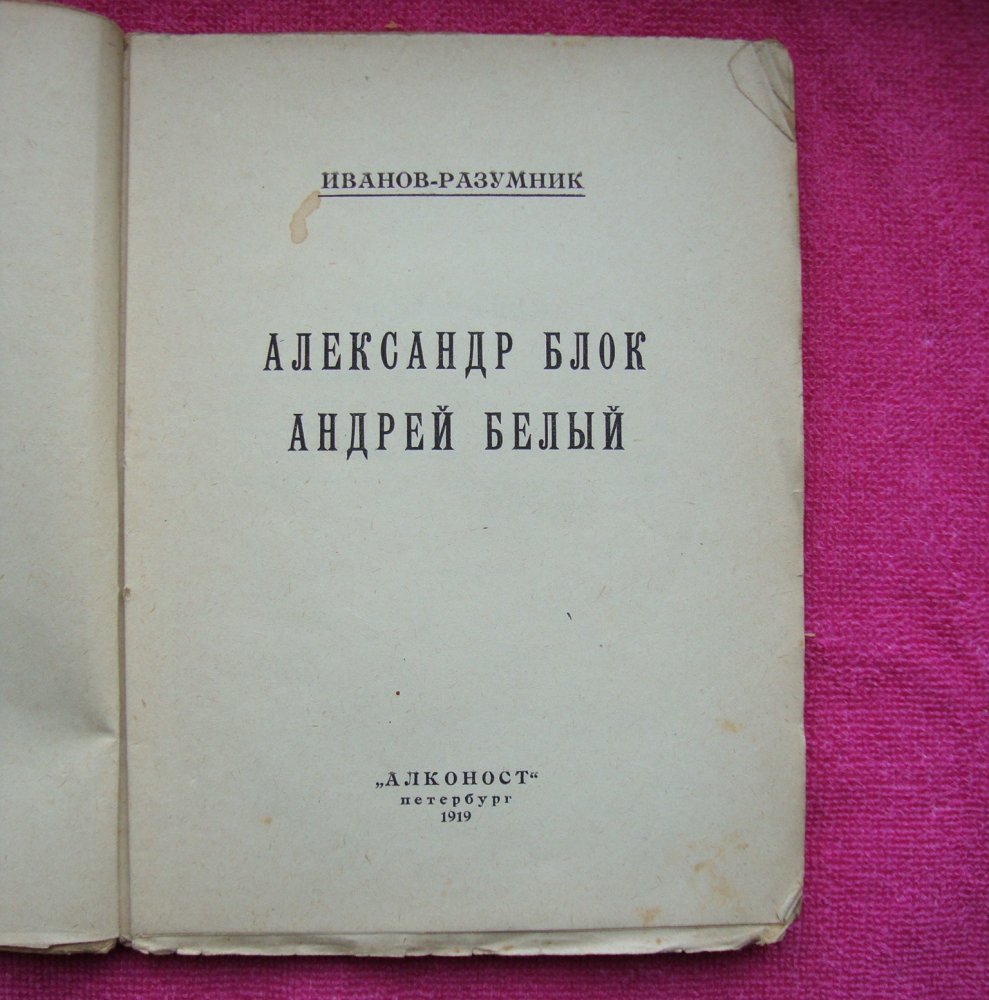 ИВАНОВ-РАЗУМНИК
АЛЕКСАНДР БЛОК
АНДРЕЙ БЕЛЫЙ
„АЛКОНОСТ“
петербург
1919